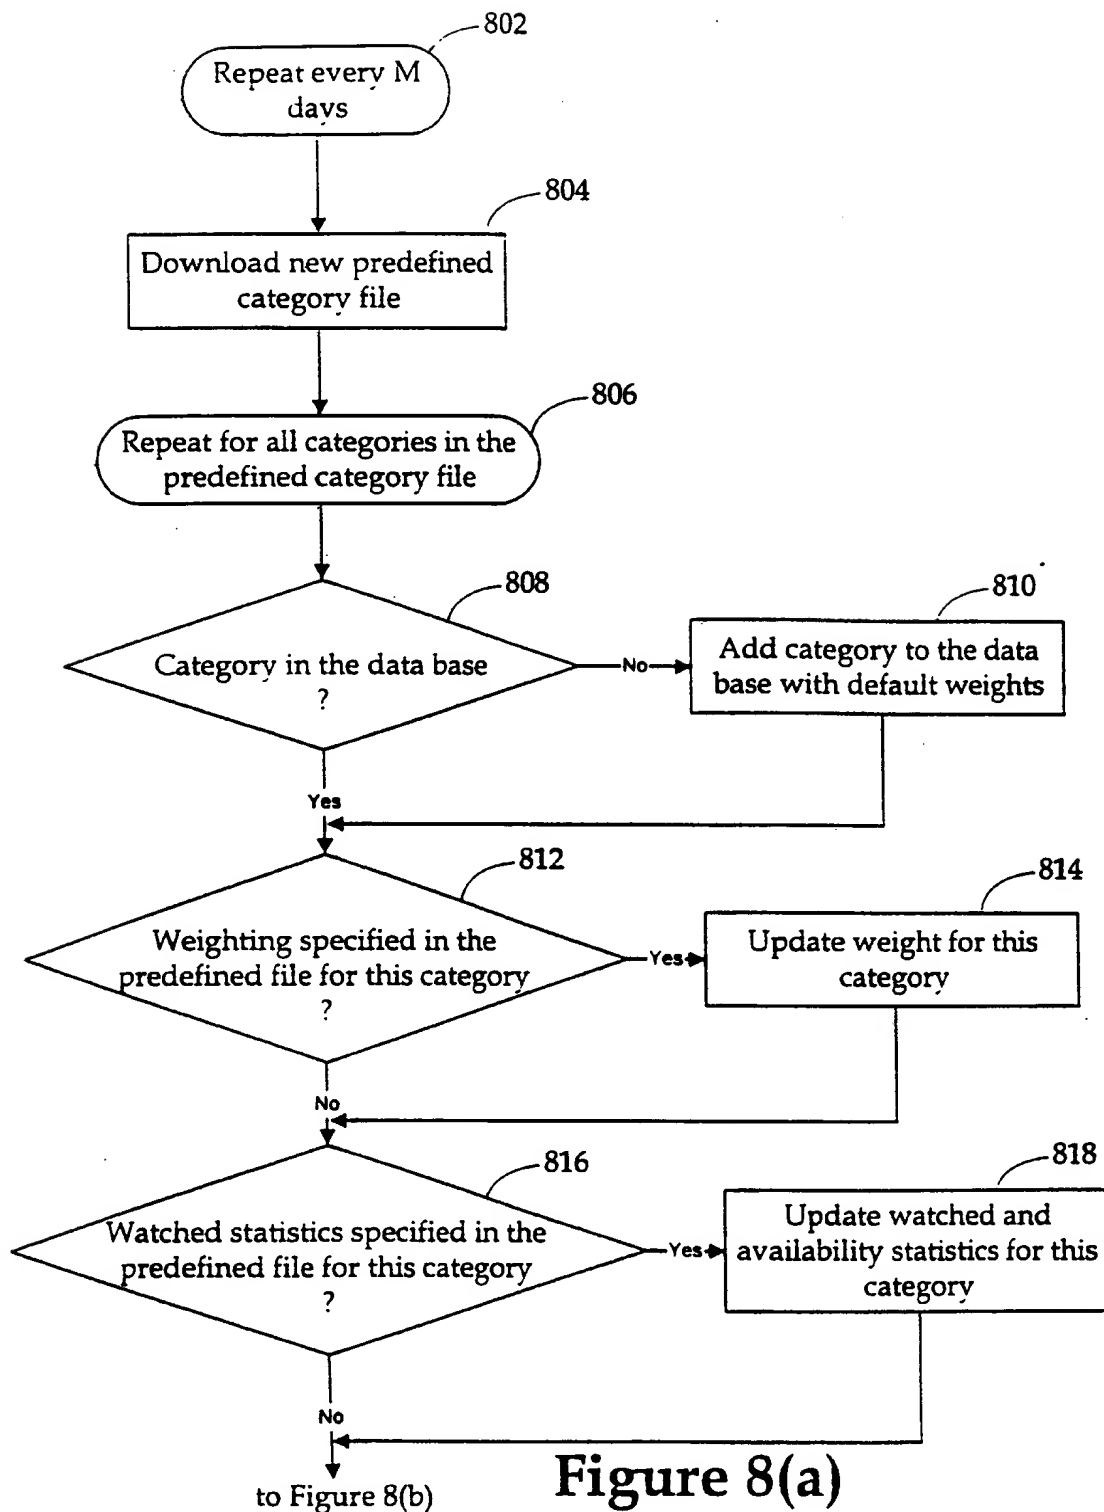 802
Repeat every M
days
804
Download new predefined
category file
806
Repeat for all categories in the
predefined category file
808
Category in the data base
?
810
Add category to the data
base with default weights
No
Yes
812
Weighting specified in the
predefined file for this category
?
814
Update weight for this
category
Yes
No
816
Watched statistics specified in the
predefined file for this category
?
818
Update watched and
availability statistics for this
category
Yes
No
to Figure 8(b)
Figure 8(a)